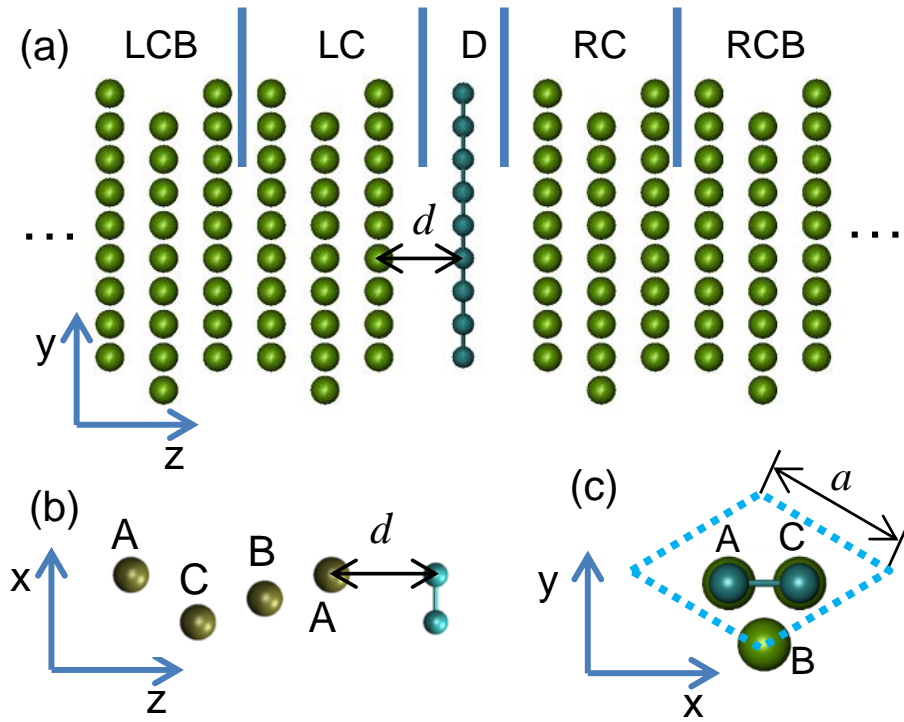 (a) LCB LC D RC RCB
d
... ...
y
z
(b) A C B A d
x
z
(c) a
A C
B
y
x